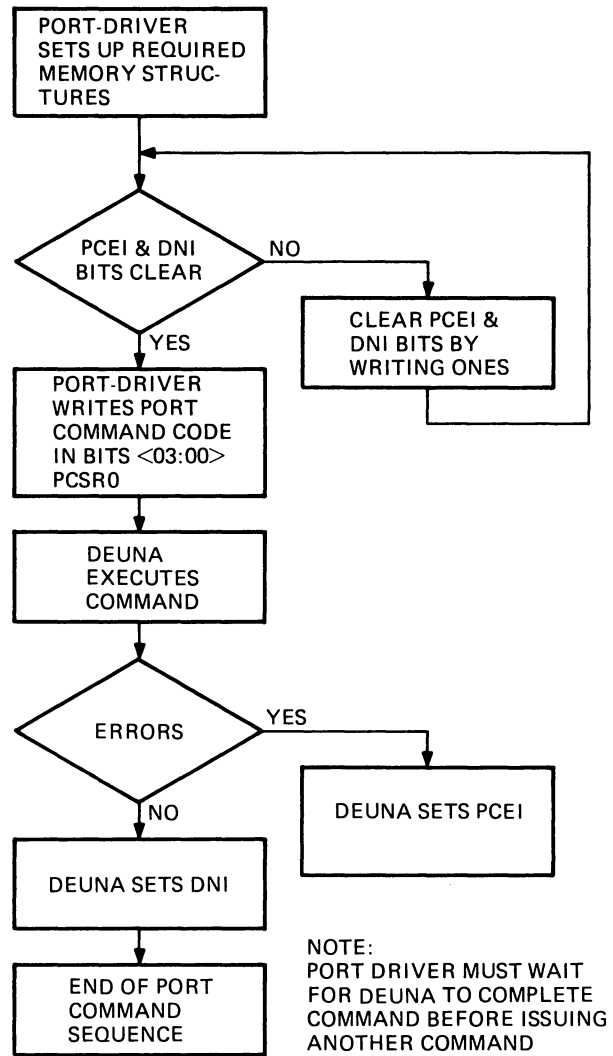 PORT-DRIVER
SETS UP REQUIRED
MEMORY STRUC-
TURES
PCEI & DNI
BITS CLEAR
NO
CLEAR PCEI &
DNI BITS BY
WRITING ONES
YES
PORT-DRIVER
WRITES PORT
COMMAND CODE
IN BITS <03:00>
PCSR0
DEUNA
EXECUTES
COMMAND
ERRORS
YES
DEUNA SETS PCEI
NO
DEUNA SETS DNI
END OF PORT
COMMAND
SEQUENCE
NOTE:
PORT DRIVER MUST WAIT
FOR DEUNA TO COMPLETE
COMMAND BEFORE ISSUING
ANOTHER COMMAND